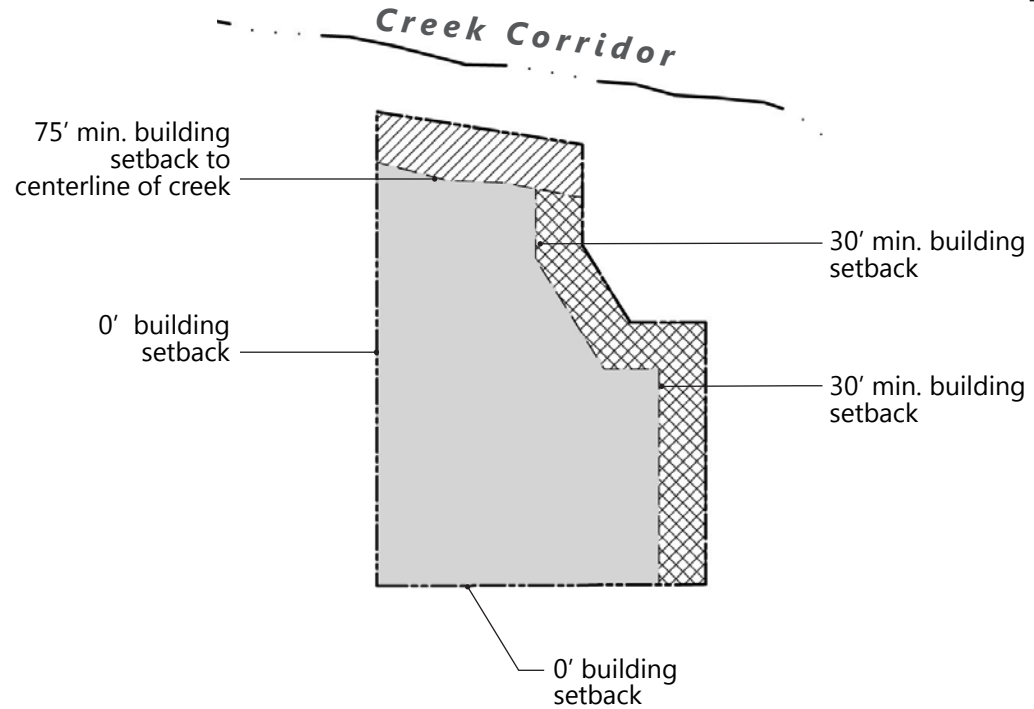 Creek Corridor
75’ min. building
setback to
centerline of creek
30’ min. building
setback
0’ building
setback
30’ min. building
setback
0’ building
setback